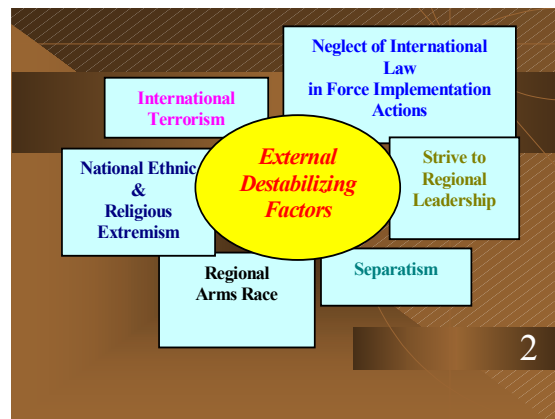 Neglect of International
Law
in Force Implementation
Actions
International
Terrorism
External
Destabilizing
Factors
Strive to
Regional
Leadership
National Ethnic
&
Religious
Extremism
Regional
Arms Race
Separatism
2